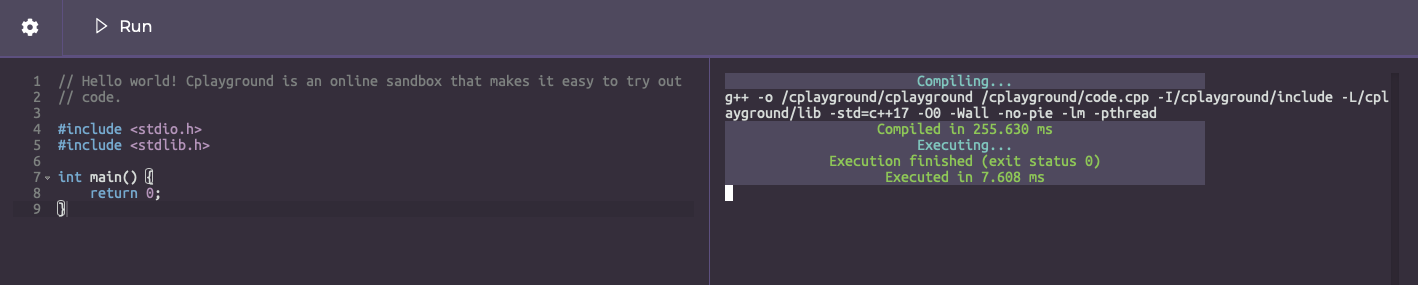 Run
1 // Hello world! Cplayground is an online sandbox that makes it easy to try out
2 // code.
3
4 #include <stdio.h>
5 #include <stdlib.h>
6
7 int main() {
8     return 0;
9 }
Compiling...
g++ -o /cplayground/cplayground /cplayground/code.cpp -I/cplayground/include -L/cpl
ayground/lib -std=c++17 -O0 -Wall -no-pie -lm -pthread
Compiled in 255.630 ms
Executing...
Execution finished (exit status 0)
Executed in 7.608 ms